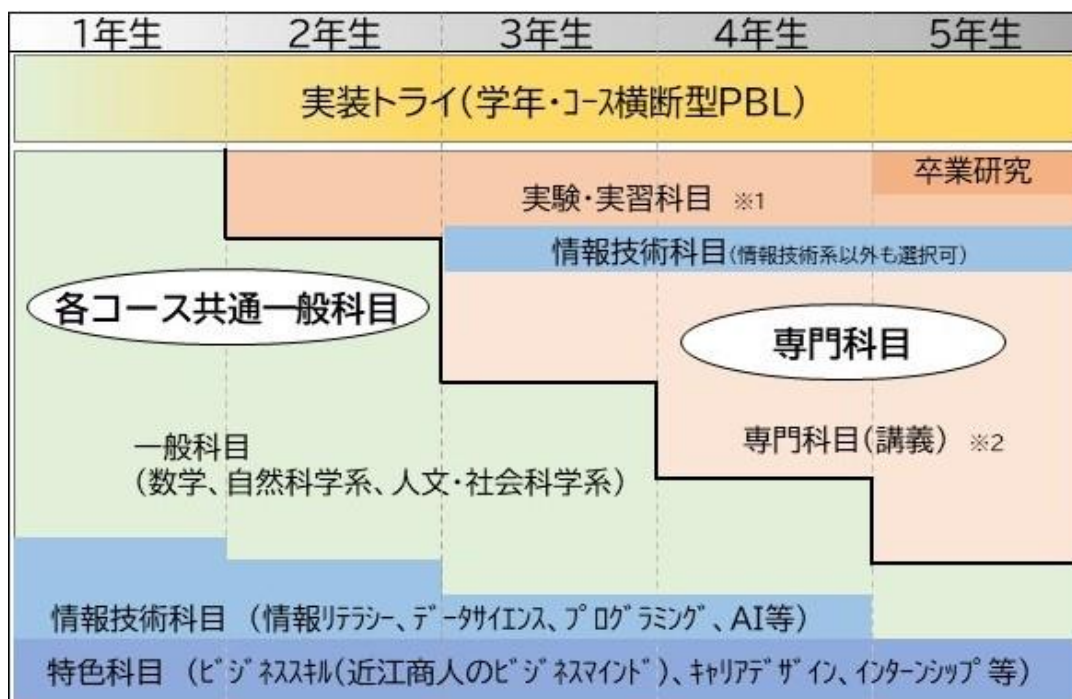 1年生 2年生 3年生 4年生 5年生
実装トライ(学年・ｺｰｽ横断型PBL)
卒業研究
実験・実習科目 ※1
情報技術科目(情報技術系以外も選択可)
各コース共通一般科目
専門科目
一般科目
(数学、自然科学系、人文・社会科学系)
専門科目(講義) ※2
情報技術科目 (情報ﾘﾃﾗｼｰ、ﾃﾞｰﾀｻｲｴﾝｽ、ﾌﾟﾛｸﾞﾗﾐﾝｸﾞ、AI等)
特色科目 (ﾋﾞｼﾞﾈｽｽｷﾙ(近江商人のﾋﾞｼﾞﾈｽﾏｲﾝﾄﾞ)、ｷｬﾘｱﾃﾞｻﾞｲﾝ、ｲﾝﾀｰﾝｼｯﾌﾟ等)